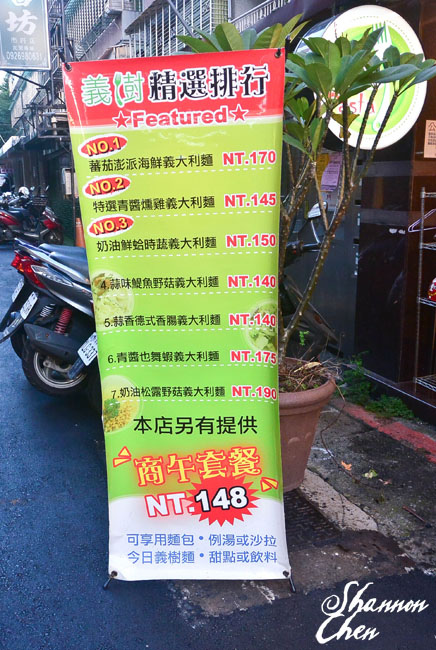 坊
0926980
義樹 精選排行
★Featured★
NO.1
蕃茄澎派海鮮義大利麵 NT.170
NO.2
特選青醬燻雞義大利麵 NT.145
NO.3
奶油鮮蛤時蔬義大利麵 NT.150
4.蒜味鯷魚野菇義大利麵 NT.140
5.蒜香德式香腸義大利麵 NT.140
6.青醬也舞蝦義大利麵 NT.175
7.奶油松露野菇義大利麵 NT.190
本店另有提供
商午套餐
NT.148
可享用麵包•例湯或沙拉
今日義樹麵•甜點或飲料
Shannon
Chen